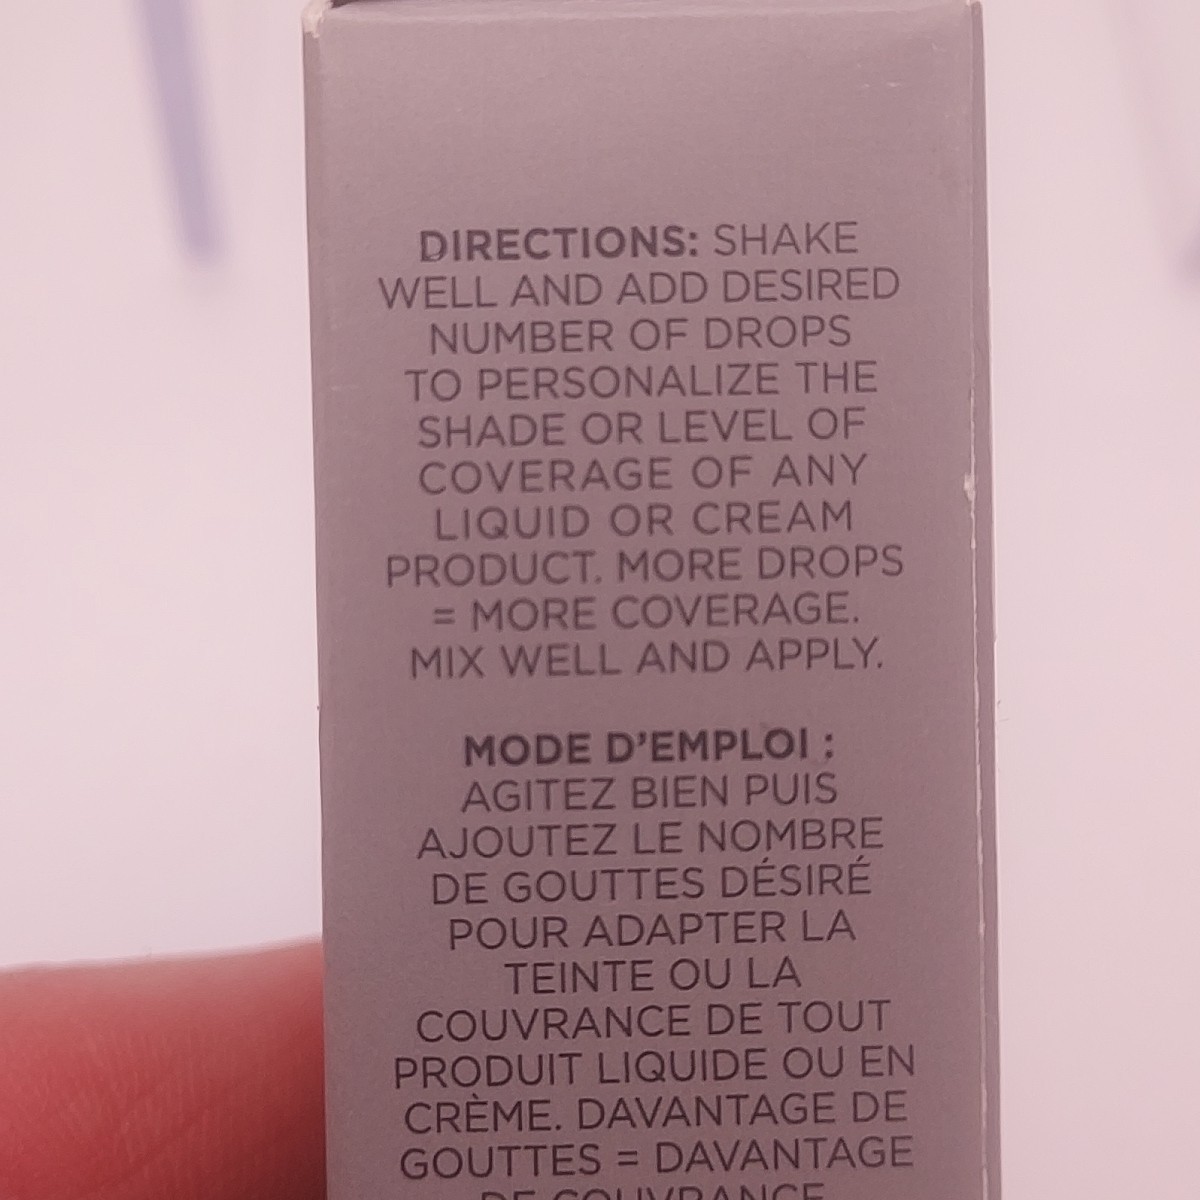 DIRECTIONS: SHAKE
WELL AND ADD DESIRED
NUMBER OF DROPS
TO PERSONALIZE THE
SHADE OR LEVEL OF
COVERAGE OF ANY
LIQUID OR CREAM
PRODUCT. MORE DROPS
= MORE COVERAGE.
MIX WELL AND APPLY.
MODE D'EMPLOI :
AGITEZ BIEN PUIS
AJOUTEZ LE NOMBRE
DE GOUTTES DÉSIRÉ
POUR ADAPTER LA
TEINTE OU LA
COUVRANCE DE TOUT
PRODUIT LIQUIDE OU EN
CRÈME. DAVANTAGE DE
GOUTTES = DAVANTAGE
DE COUVRANCE